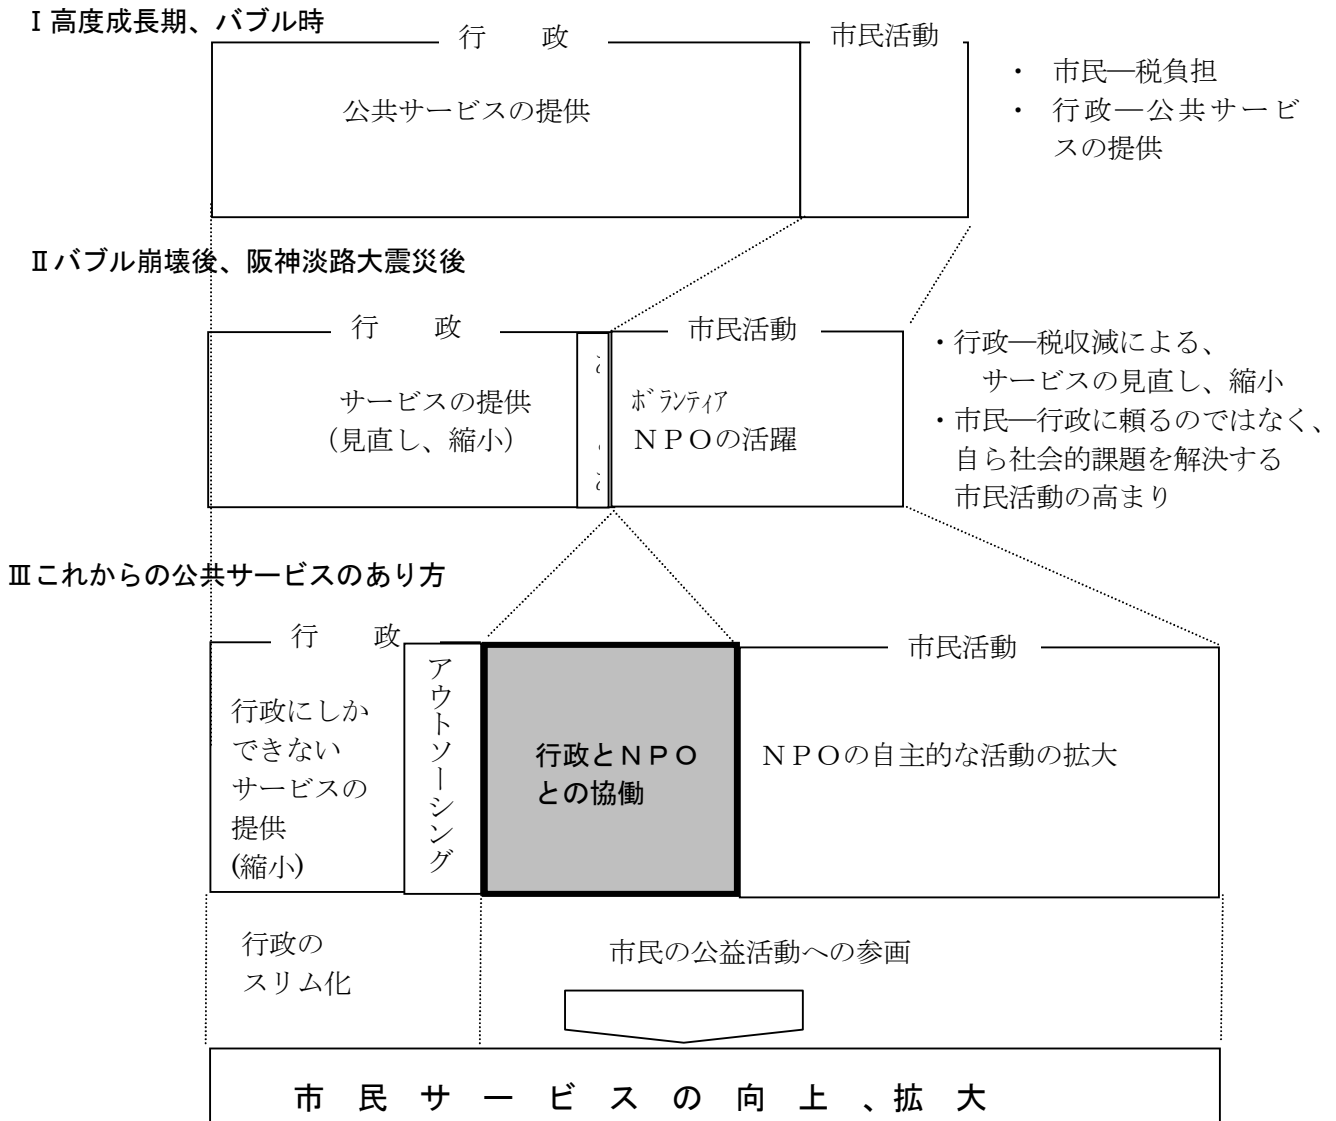 Ⅰ高度成長期、バブル時
行　　政
市民活動
公共サービスの提供
・　市民―税負担
・　行政―公共サービ
スの提供
Ⅱバブル崩壊後、阪神淡路大震災後
行　　政
市民活動
サービスの提供
（見直し、縮小）
ﾎﾞﾗﾝﾃｨｱ
ＮＰＯの活躍
・行政―税収減による、
サービスの見直し、縮小
・市民―行政に頼るのではなく、
自ら社会的課題を解決する
市民活動の高まり
Ⅲこれからの公共サービスのあり方
行　　政
市民活動
行政にしか
できない
サービスの
提供
(縮小)
アウトソーシング
行政とＮＰＯ
との協働
ＮＰＯの自主的な活動の拡大
行政の
スリム化
市民の公益活動への参画
市　民　サ　ー　ビ　ス　の　向　上　、拡　大